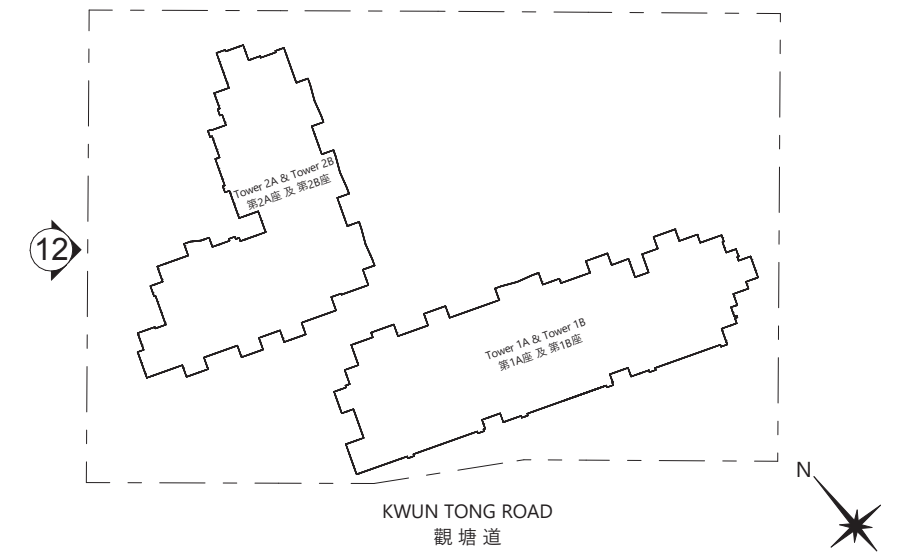 Tower 2A & Tower 2B
第2A座 及 第2B座
12
Tower 1A & Tower 1B
第1A座 及 第1B座
N
KWUN TONG ROAD
觀塘道